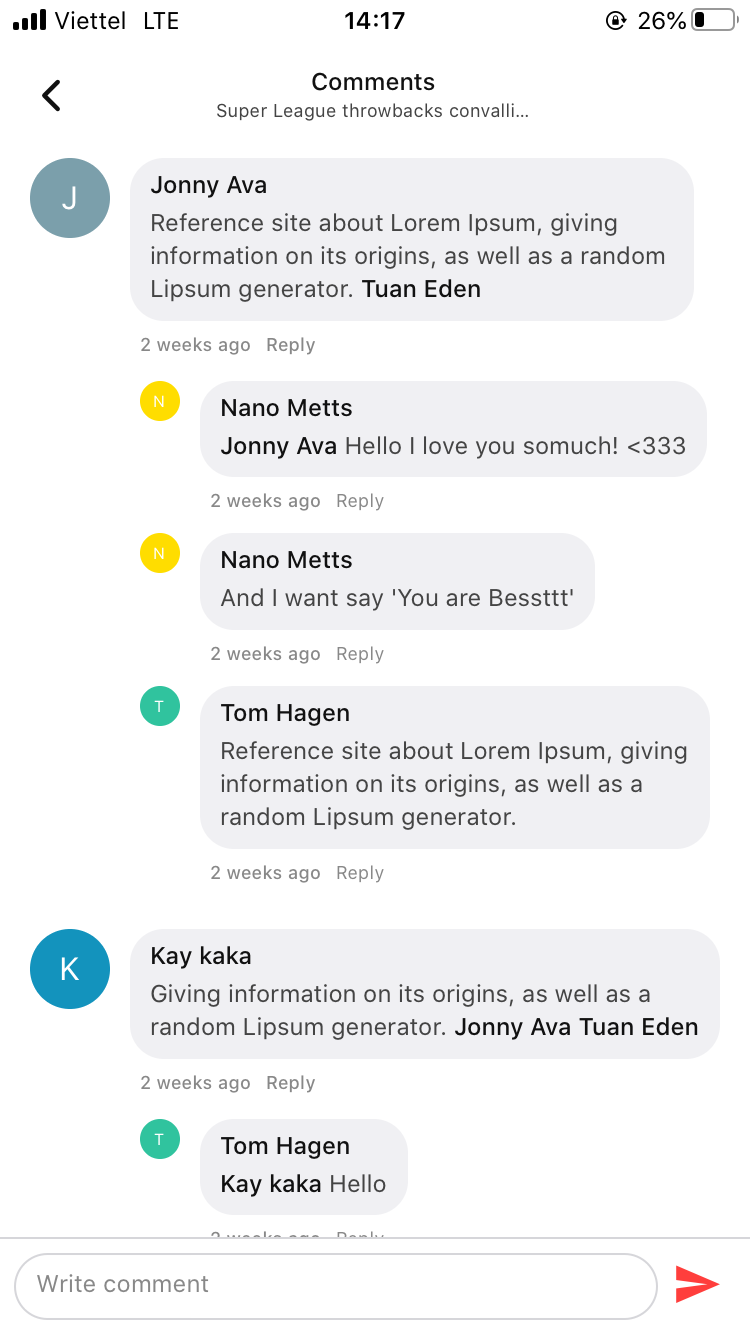 Viettel LTE 14:17 26%
Comments
Super League throwbacks convalli...
J
Jonny Ava
Reference site about Lorem Ipsum, giving
information on its origins, as well as a random
Lipsum generator. Tuan Eden
2 weeks ago Reply
N
Nano Metts
Jonny Ava Hello I love you somuch! <333
2 weeks ago Reply
N
Nano Metts
And I want say 'You are Bessttt'
2 weeks ago Reply
T
Tom Hagen
Reference site about Lorem Ipsum, giving
information on its origins, as well as a
random Lipsum generator.
2 weeks ago Reply
K
Kay kaka
Giving information on its origins, as well as a
random Lipsum generator. Jonny Ava Tuan Eden
2 weeks ago Reply
T
Tom Hagen
Kay kaka Hello
2 weeks ago Reply
Write comment